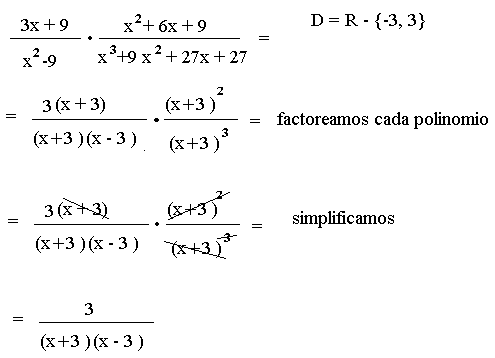 (3x + 9)/(x²-9) • (x²+ 6x + 9)/(x³+9 x² + 27x + 27) = D = R - {-3, 3}
= 3(x + 3)/((x+3)(x - 3)) • (x+3)²/(x+3)³ = factoreamos cada polinomio
= 3(x + 3)/((x+3)(x - 3)) • (x+3)²/(x+3)³ = simplificamos
= 3/((x+3)(x - 3))